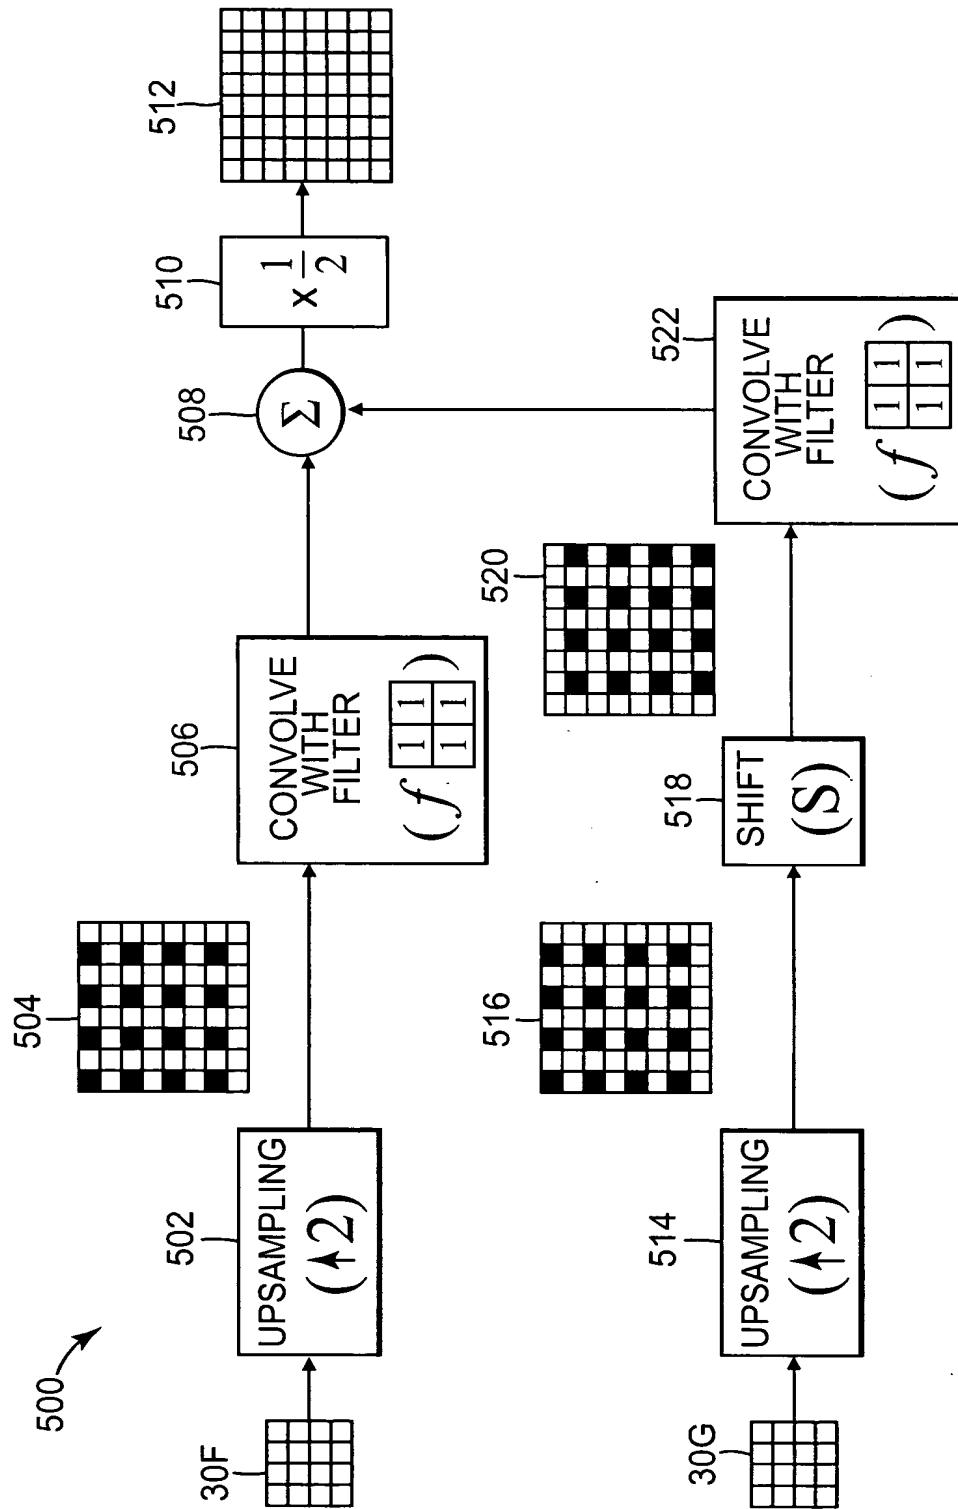 500
30F
502
UPSAMPLING
(↑2)
504
506
CONVOLVE
WITH
FILTER
(f 1 1
1 1)
508
Σ
510
x 1/2
512
30G
514
UPSAMPLING
(↑2)
516
518
SHIFT
(S)
520
522
CONVOLVE
WITH
FILTER
(f 1 1
1 1)